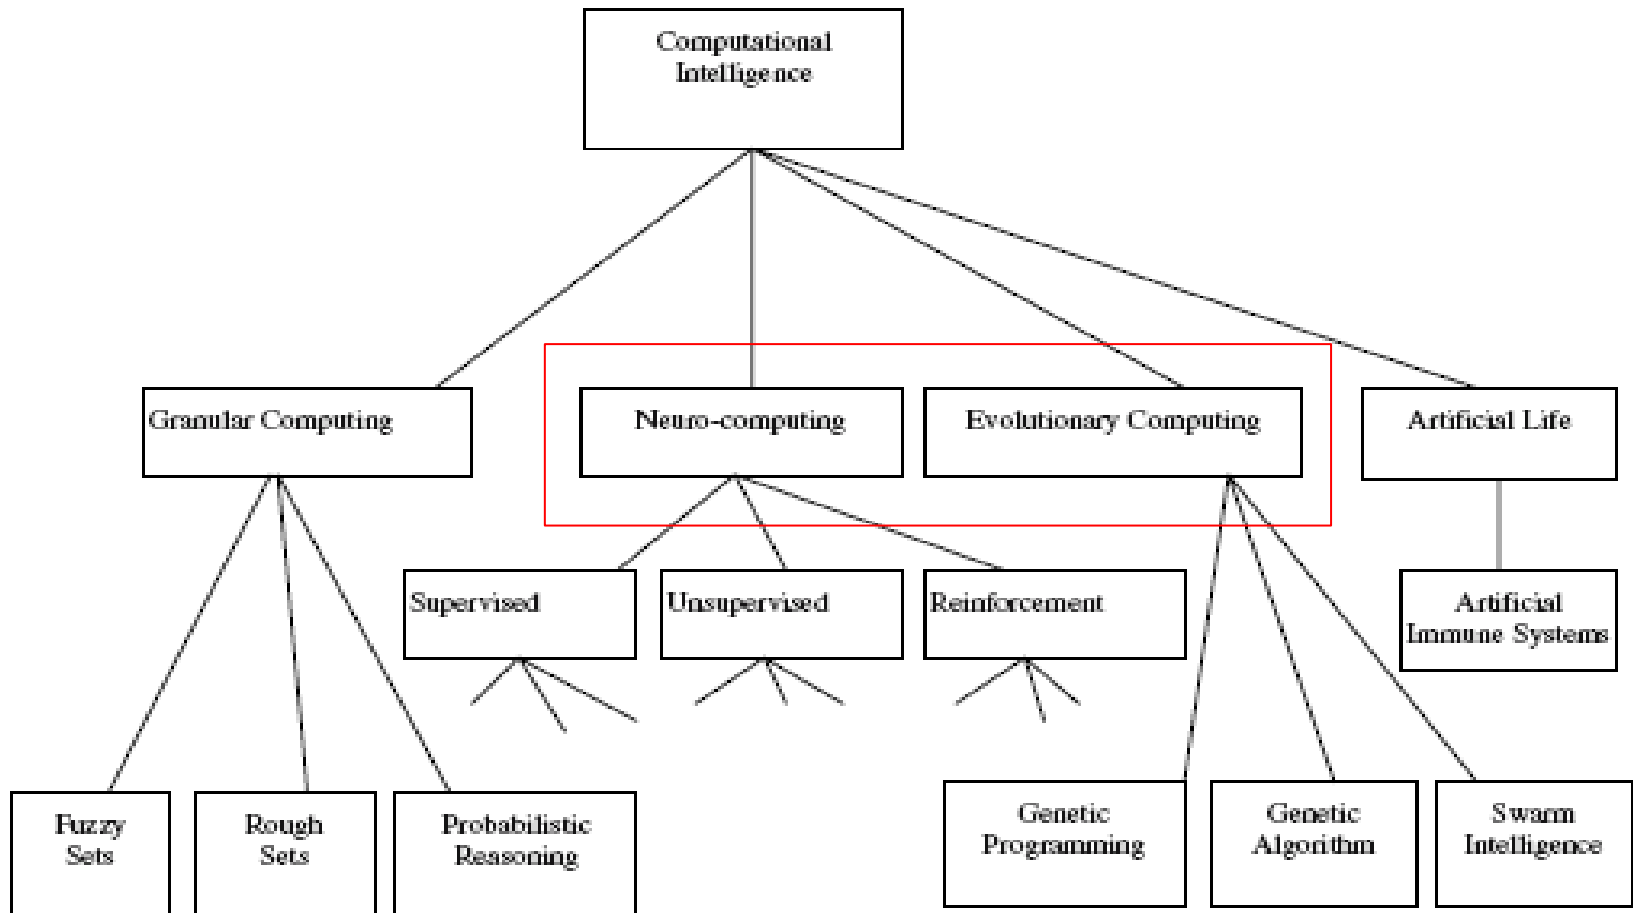 Computational
Intelligence
Granular Computing
Neuro-computing
Evolutionary Computing
Artificial Life
Supervised
Unsupervised
Reinforcement
Artificial
Immune Systems
Fuzzy
Sets
Rough
Sets
Probabilistic
Reasoning
Genetic
Programming
Genetic
Algorithm
Swarm
Intelligence